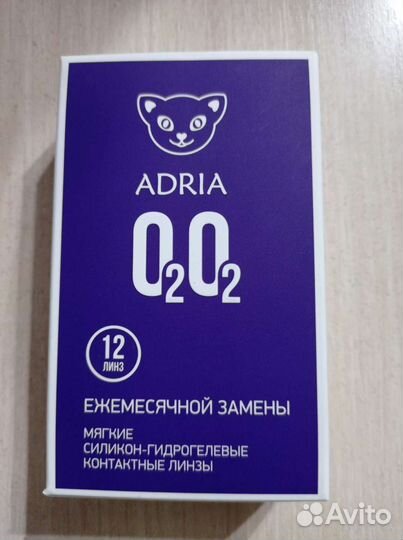 ADRIA
O2O2
12
ЛИНЗ
ЕЖЕМЕСЯЧНОЙ ЗАМЕНЫ
МЯГКИЕ
СИЛИКОН-ГИДРОГЕЛЕВЫЕ
КОНТАКТНЫЕ ЛИНЗЫ
Avito